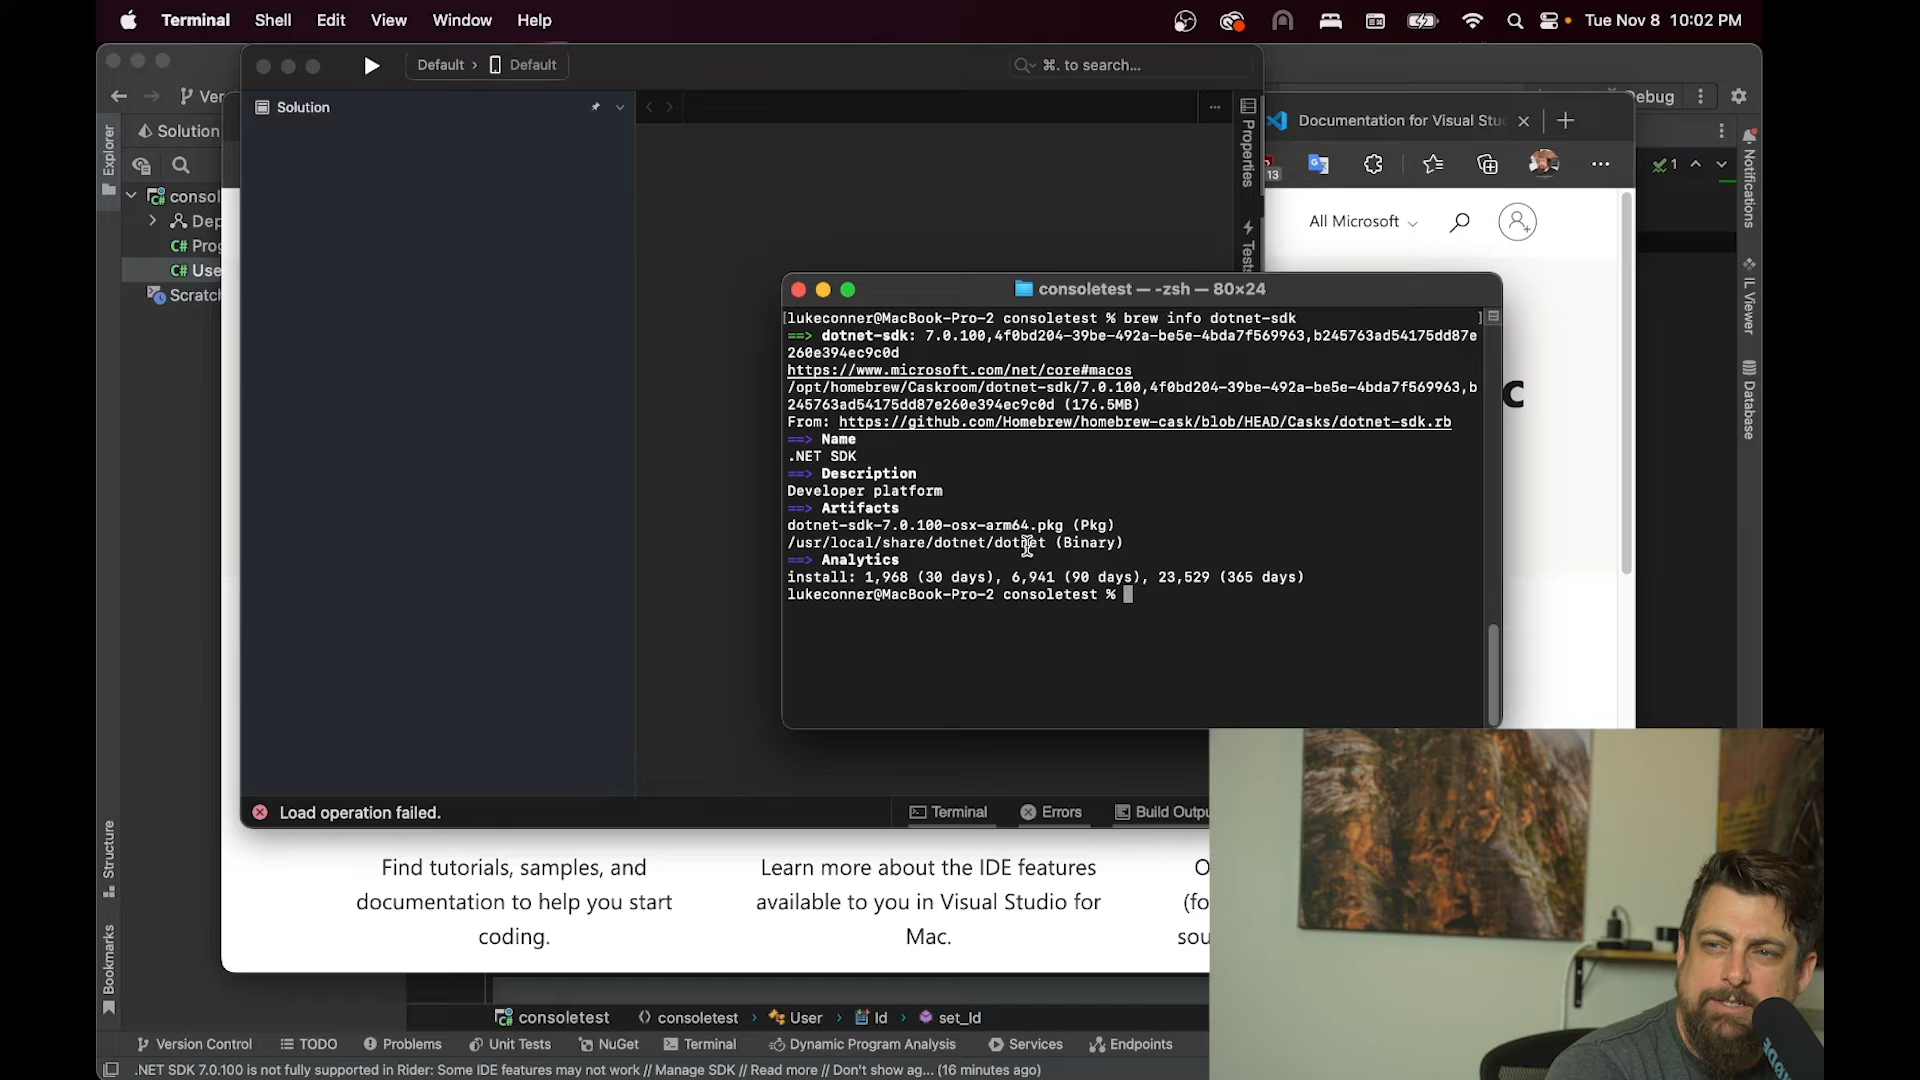 Terminal Shell Edit View Window Help Tue Nov 8 10:02 PM
Default › Default
⌘. to search...
Ver
Debug
Solution
Documentation for Visual Stu
Explorer
Solution
Properties
Tests
13
1
Notifications
IL Viewer
Database
consol
Dep
C# Prog
C# Use
Scratch
All Microsoft
c
consoletest — -zsh — 80×24
[lukeconner@MacBook-Pro-2 consoletest % brew info dotnet-sdk ]
==> dotnet-sdk: 7.0.100,4f0bd204-39be-492a-be5e-4bda7f569963,b245763ad54175dd87e
260e394ec9c0d
https://www.microsoft.com/net/core#macos
/opt/homebrew/Caskroom/dotnet-sdk/7.0.100,4f0bd204-39be-492a-be5e-4bda7f569963,b
245763ad54175dd87e260e394ec9c0d (176.5MB)
From: https://github.com/Homebrew/homebrew-cask/blob/HEAD/Casks/dotnet-sdk.rb
==> Name
.NET SDK
==> Description
Developer platform
==> Artifacts
dotnet-sdk-7.0.100-osx-arm64.pkg (Pkg)
/usr/local/share/dotnet/dotnet (Binary)
==> Analytics
install: 1,968 (30 days), 6,941 (90 days), 23,529 (365 days)
lukeconner@MacBook-Pro-2 consoletest %
Load operation failed.
Terminal Errors Build Outpu
Find tutorials, samples, and
documentation to help you start
coding.
Learn more about the IDE features
available to you in Visual Studio for
Mac.
O
(fo
sou
Structure
Bookmarks
consoletest consoletest › User › Id › set_Id
Version Control TODO Problems Unit Tests NuGet Terminal Dynamic Program Analysis Services Endpoints
.NET SDK 7.0.100 is not fully supported in Rider: Some IDE features may not work // Manage SDK // Read more // Don't show ag... (16 minutes ago)
RØDE